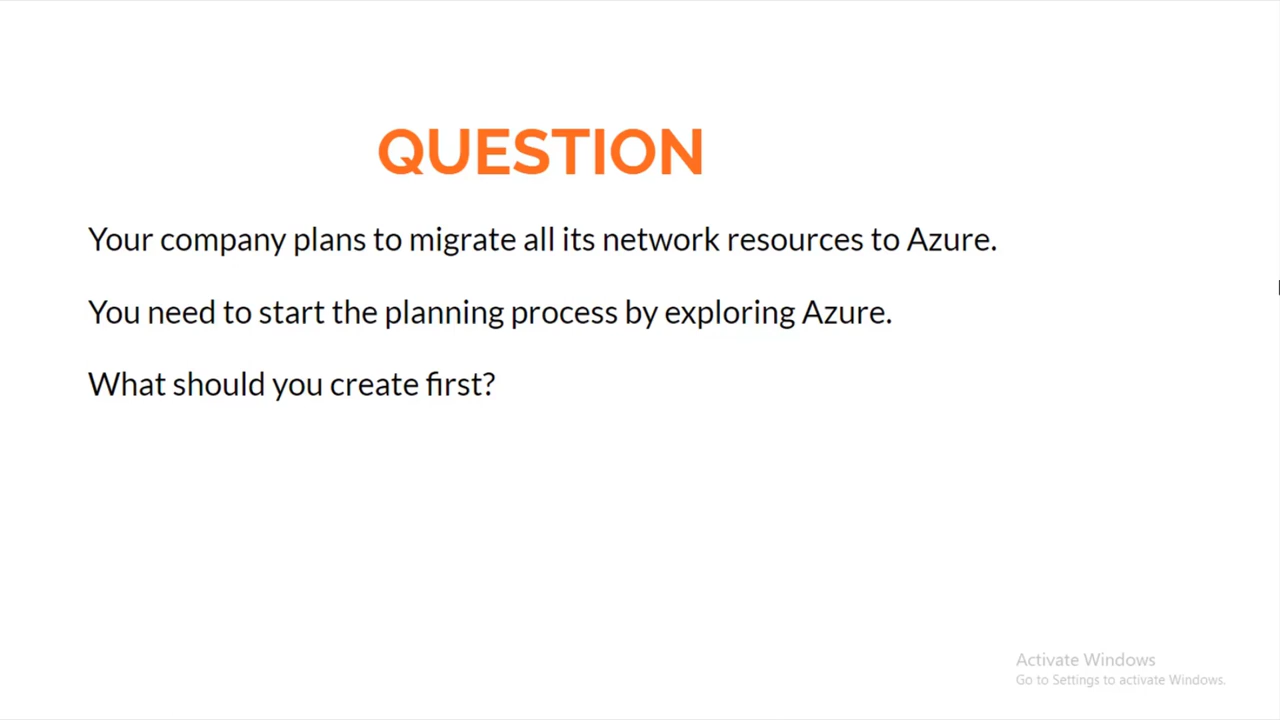 QUESTION
Your company plans to migrate all its network resources to Azure.
You need to start the planning process by exploring Azure.
What should you create first?
Activate Windows
Go to Settings to activate Windows.